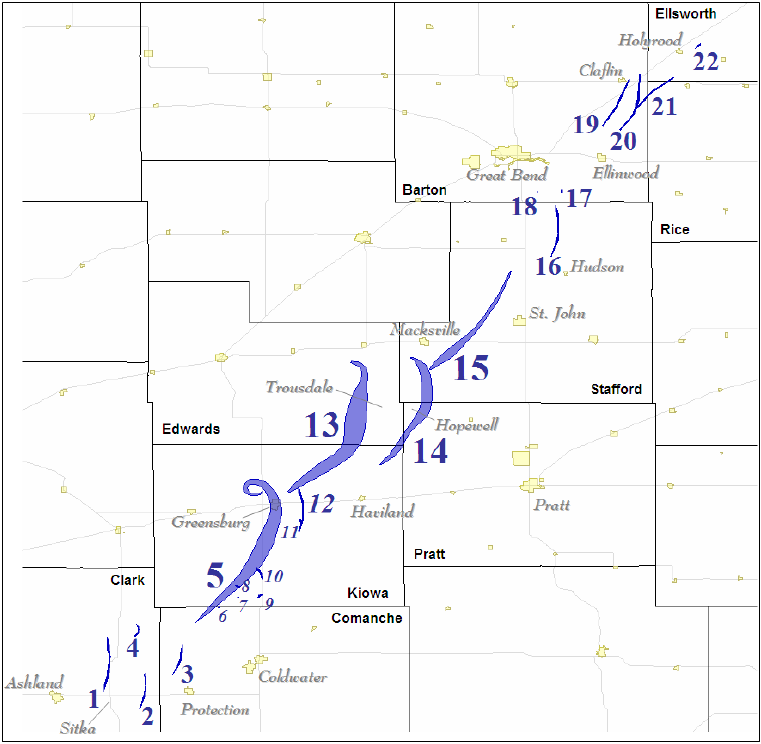 Ellsworth
Holyrood
22
Claflin
21
19
20
Great Bend
Ellinwood
Barton
18
17
Rice
16
Hudson
St. John
Macksville
15
Trousdale
Stafford
13
Hopewell
Edwards
14
12
Haviland
Pratt
Greensburg
11
Pratt
5
10
Clark
8
Kiowa
7
9
6
Comanche
4
3
Coldwater
Ashland
1
2
Protection
Sitka